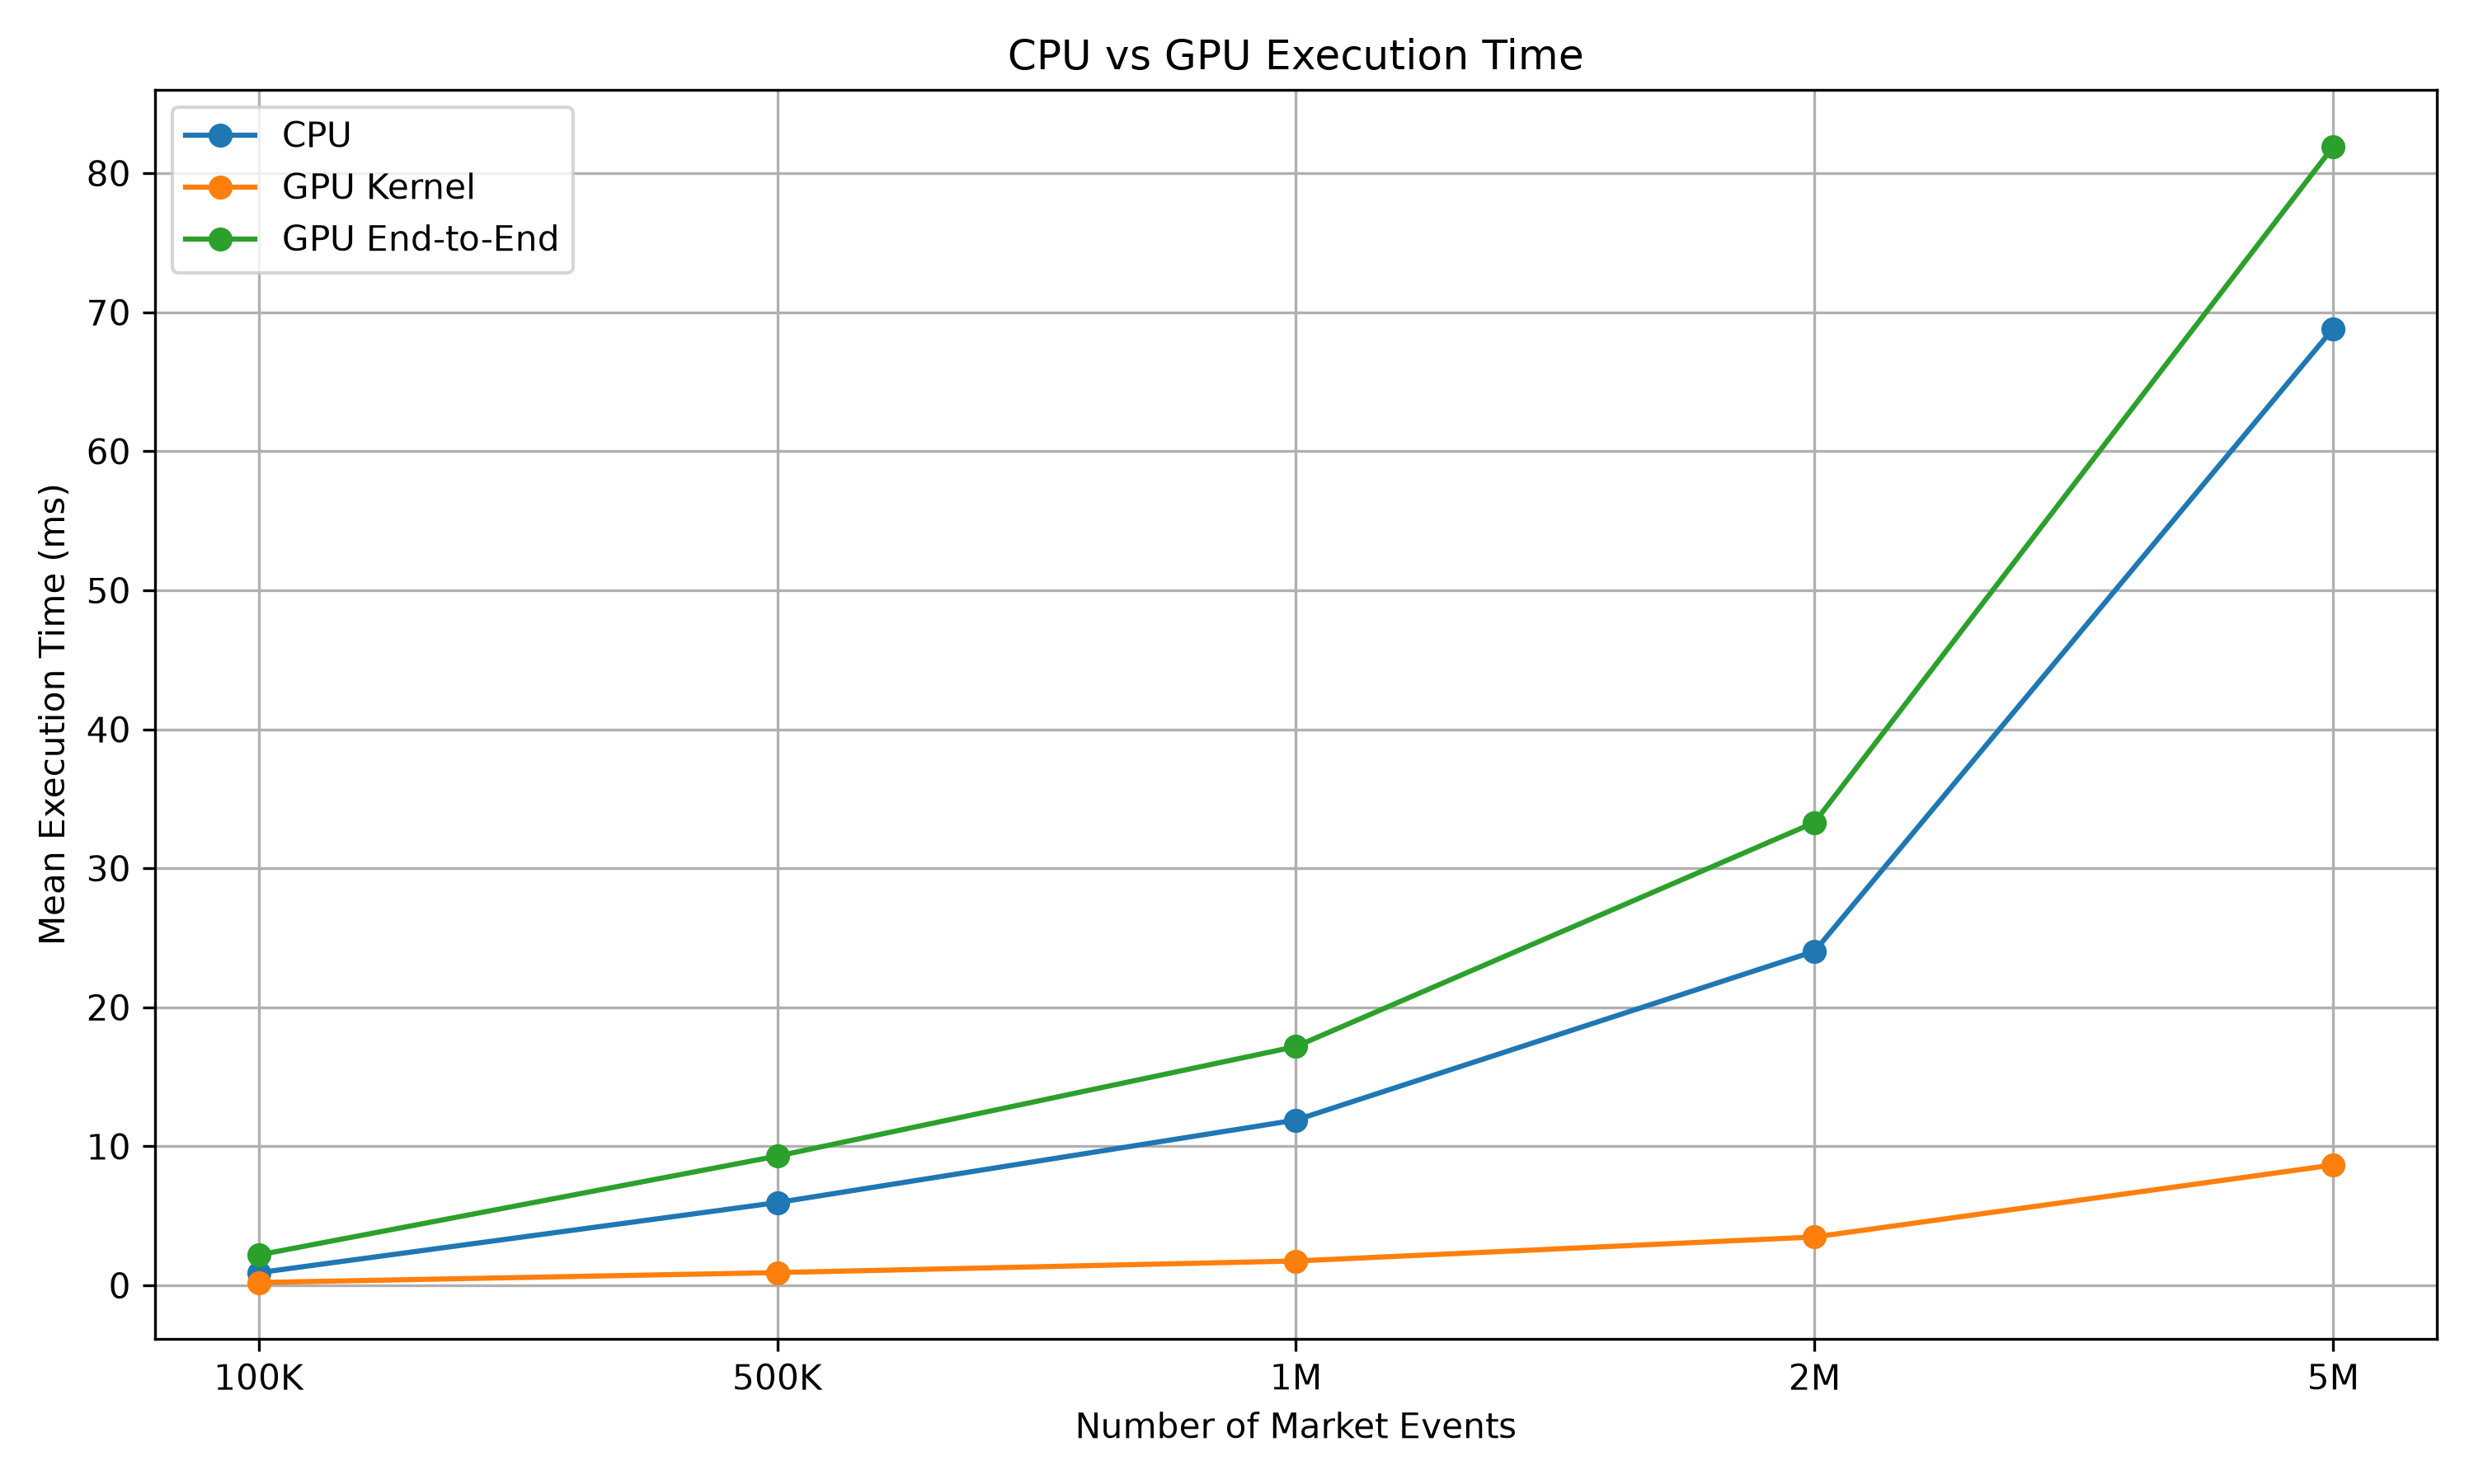 CPU vs GPU Execution Time
CPU
GPU Kernel
GPU End-to-End
80
70
60
50
40
30
20
10
0
Mean Execution Time (ms)
100K 500K 1M 2M 5M
Number of Market Events